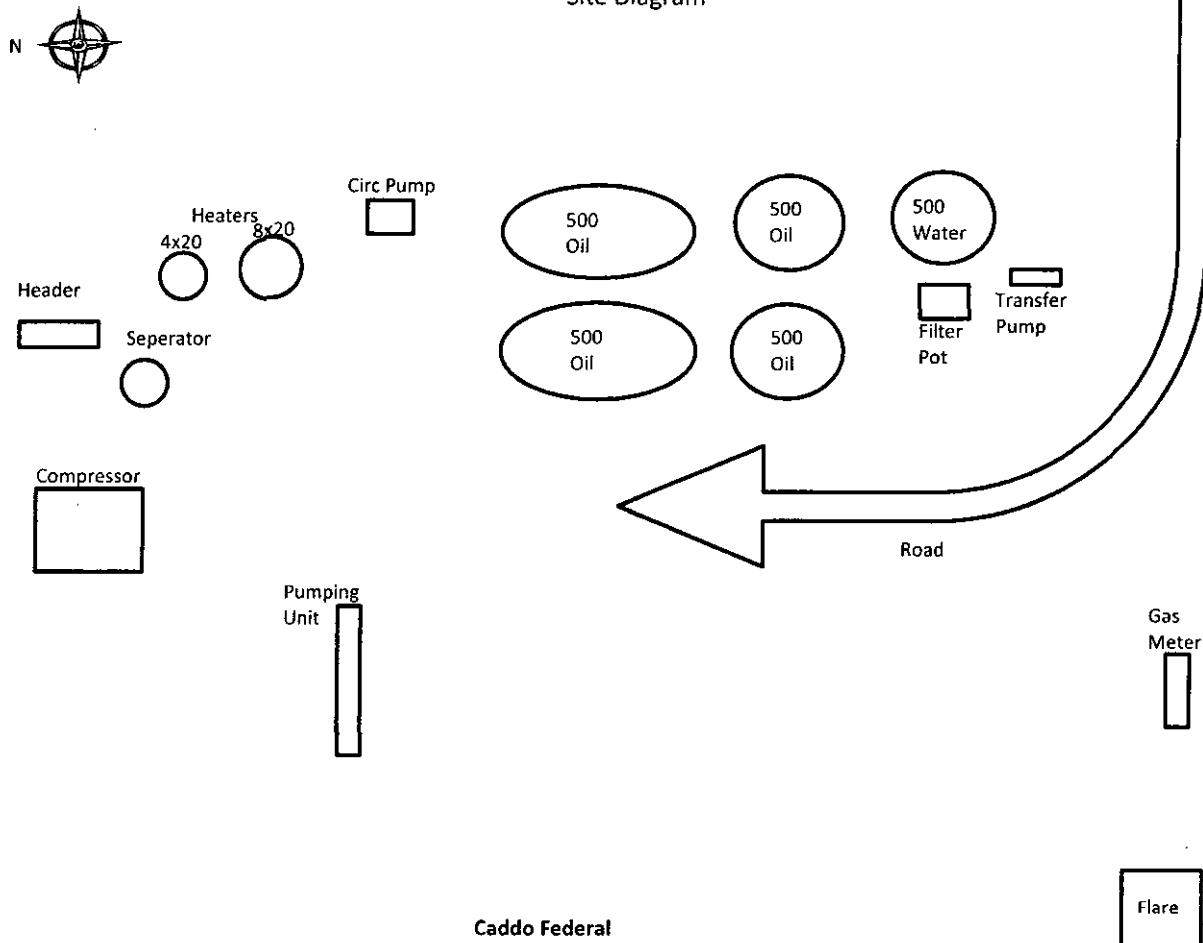 Site Diagram
N
Circ Pump
Heaters
8x20
4x20
500
Oil
500
Oil
500
Water
Header
Seperator
Transfer
Pump
Filter
Pot
500
Oil
500
Oil
Compressor
Road
Pumping
Unit
Gas
Meter
Flare
Caddo Federal